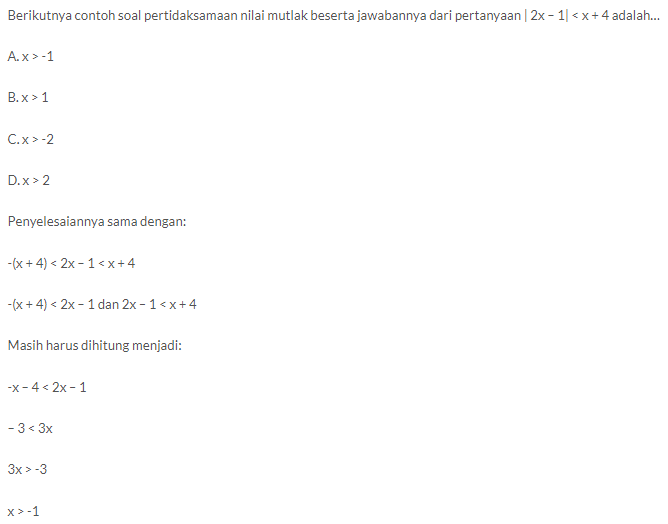 Berikutnya contoh soal pertidaksamaan nilai mutlak beserta jawabannya dari pertanyaan | 2x – 1| < x + 4 adalah...
A. x > -1
B. x > 1
C. x > -2
D. x > 2
Penyelesaiannya sama dengan:
-(x + 4) < 2x – 1 < x + 4
-(x + 4) < 2x – 1 dan 2x – 1 < x + 4
Masih harus dihitung menjadi:
-x – 4 < 2x – 1
– 3 < 3x
3x > -3
x > -1